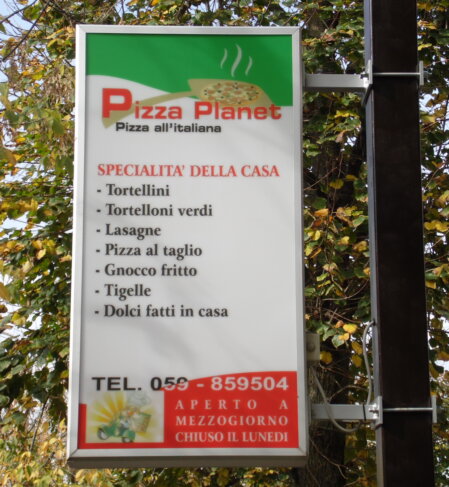 Pizza Planet
Pizza all'italiana
SPECIALITA' DELLA CASA
- Tortellini
- Tortelloni verdi
- Lasagne
- Pizza al taglio
- Gnocco fritto
- Tigelle
- Dolci fatti in casa
TEL. 059 - 859504
APERTO A
MEZZOGIORNO
CHIUSO IL LUNEDI